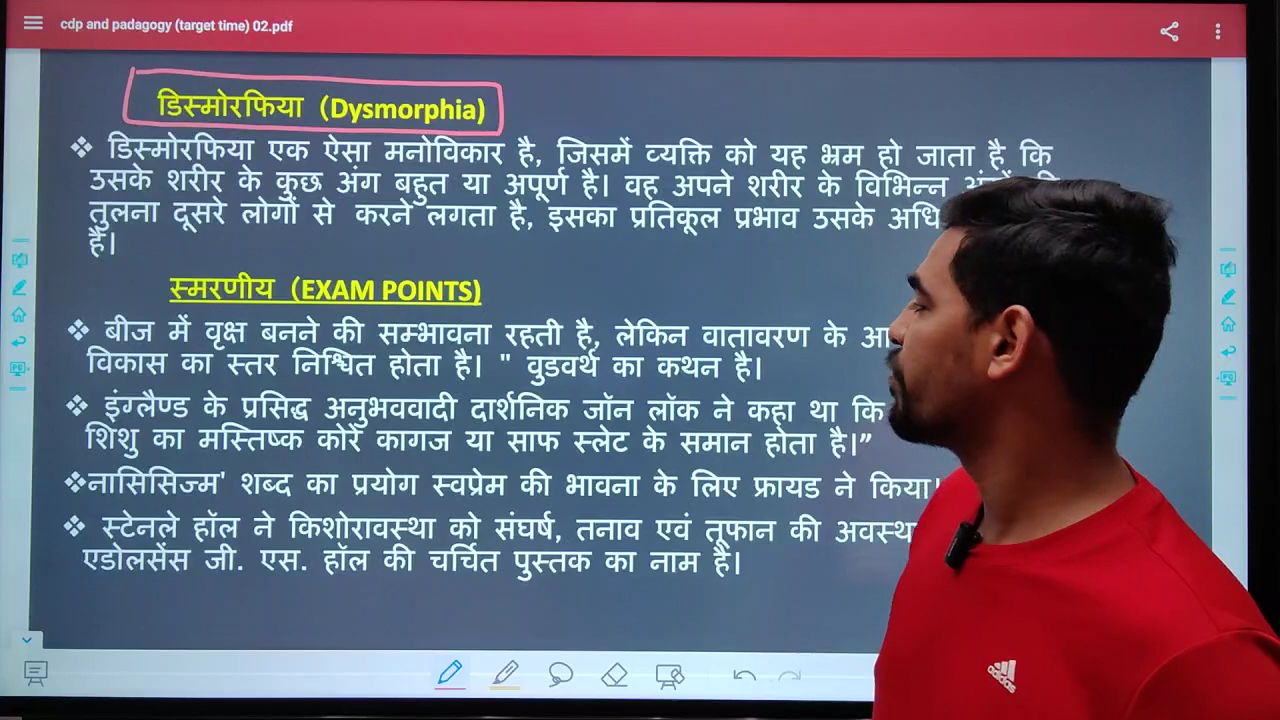 cdp and padagogy (target time) 02.pdf
डिस्मोरफिया (Dysmorphia)
❖ डिस्मोरफिया एक ऐसा मनोविकार है, जिसमें व्यक्ति को यह भ्रम हो जाता है कि
उसके शरीर के कुछ अंग बहुत या अपूर्ण है। वह अपने शरीर के विभिन्न
तुलना दूसरे लोगों से करने लगता है, इसका प्रतिकूल प्रभाव उसके
है।
स्मरणीय (EXAM POINTS)
❖ बीज में वृक्ष बनने की सम्भावना रहती है, लेकिन वातावरण के
विकास का स्तर निश्चित होता है। " वुडवर्थ का कथन है।
❖ इंग्लैण्ड के प्रसिद्ध अनुभववादी दार्शनिक जॉन लॉक ने कहा था कि
शिशु का मस्तिष्क कोरे कागज या साफ स्लेट के समान होता है।”
❖नार्सिसिज्म' शब्द का प्रयोग स्वप्रेम की भावना के लिए फ्रायड ने किया।
❖ स्टेनले हॉल ने किशोरावस्था को संघर्ष, तनाव एवं तूफान की
एडोलसेंस जी. एस. हॉल की चर्चित पुस्तक का नाम है।
adidas